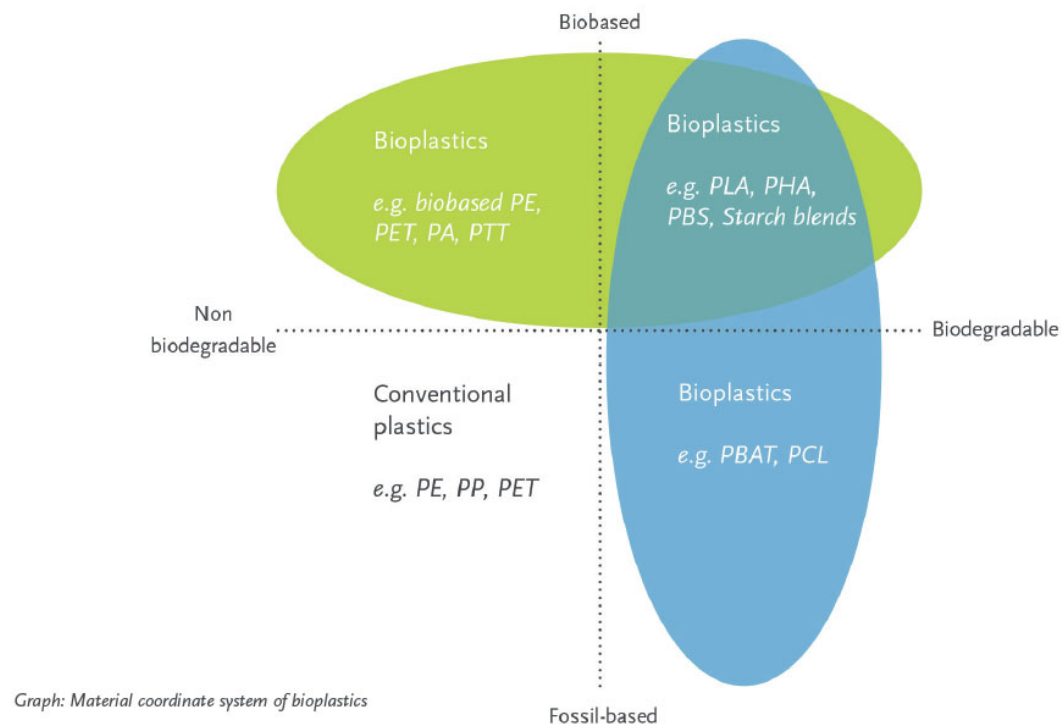 Biobased
Bioplastics
e.g. biobased PE,
PET, PA, PTT
Bioplastics
e.g. PLA, PHA,
PBS, Starch blends
Non
biodegradable
Biodegradable
Conventional
plastics
e.g. PE, PP, PET
Bioplastics
e.g. PBAT, PCL
Graph: Material coordinate system of bioplastics
Fossil-based